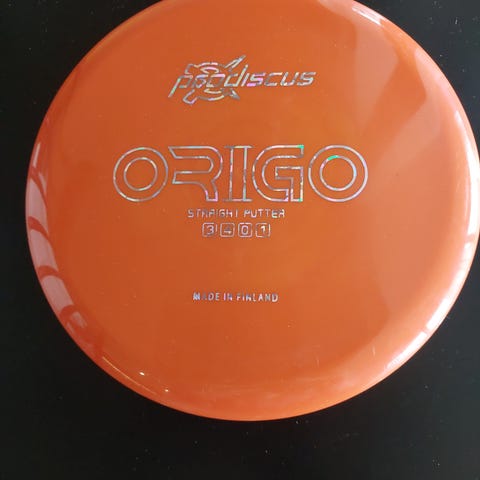 prodiscus
ORIGO
STRAIGHT PUTTER
3 4 0 1
MADE IN FINLAND